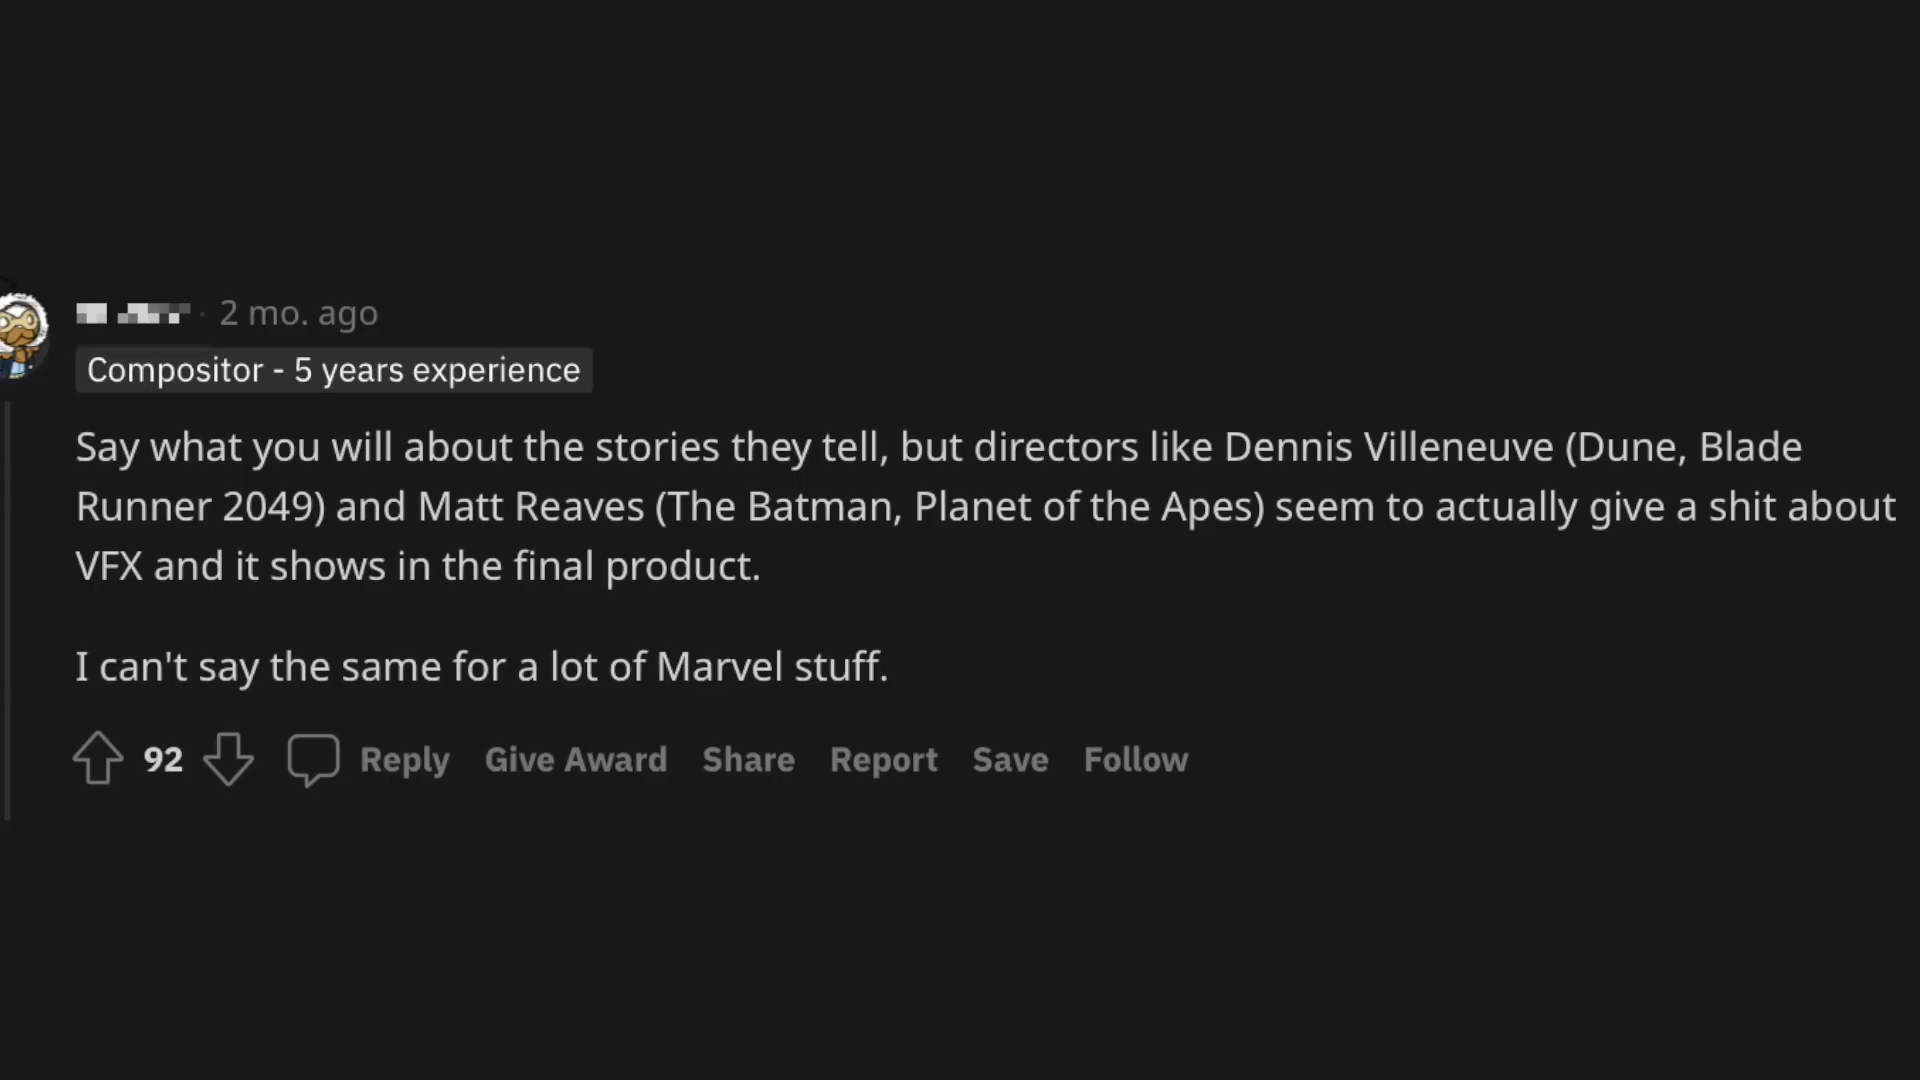 · 2 mo. ago
Compositor - 5 years experience
Say what you will about the stories they tell, but directors like Dennis Villeneuve (Dune, Blade
Runner 2049) and Matt Reaves (The Batman, Planet of the Apes) seem to actually give a shit about
VFX and it shows in the final product.
I can't say the same for a lot of Marvel stuff.
92 Reply Give Award Share Report Save Follow